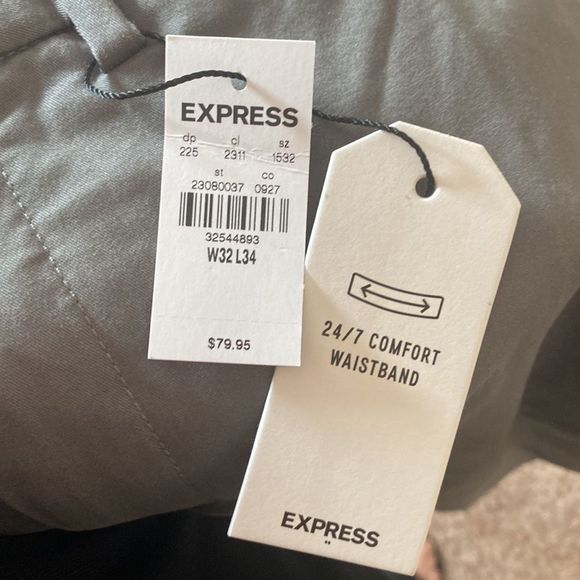 EXPRESS
dp cl sz
225 2311 1532
st co
23080037 0927
32544893
W32 L34
$79.95
24/7 COMFORT
WAISTBAND
EXPRESS